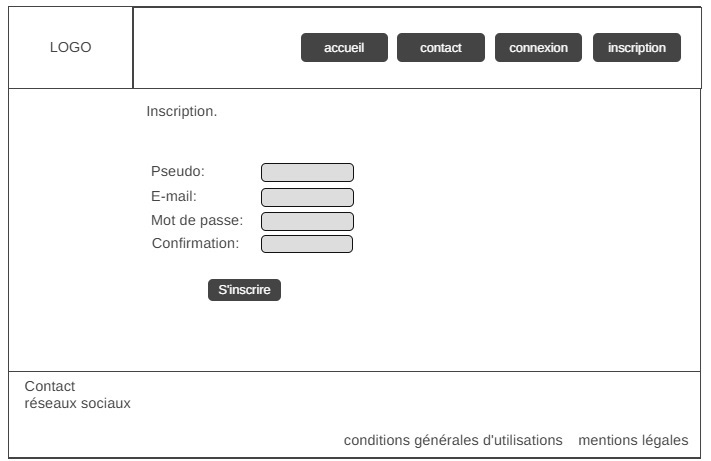 LOGO
accueil contact connexion inscription
Inscription.
Pseudo:
E-mail:
Mot de passe:
Confirmation:
S'inscrire
Contact
réseaux sociaux
conditions générales d'utilisations mentions légales